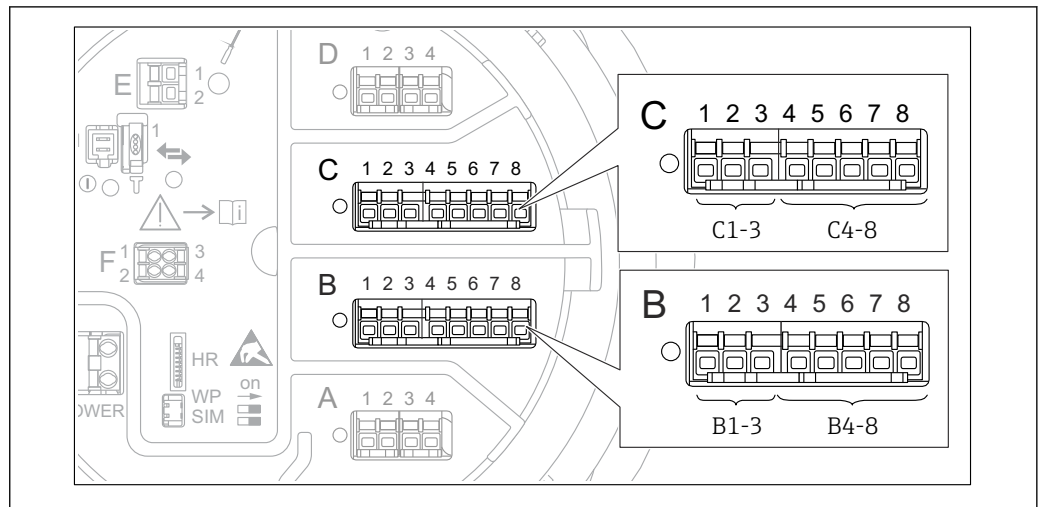 E 1
2
1
F 1 3
2 4
OWER
HR
WP
SIM
on
i
D 1 2 3 4
C 1 2 3 4 5 6 7 8
B 1 2 3 4 5 6 7 8
A 1 2 3 4
C 1 2 3 4 5 6 7 8
C1-3 C4-8
B 1 2 3 4 5 6 7 8
B1-3 B4-8